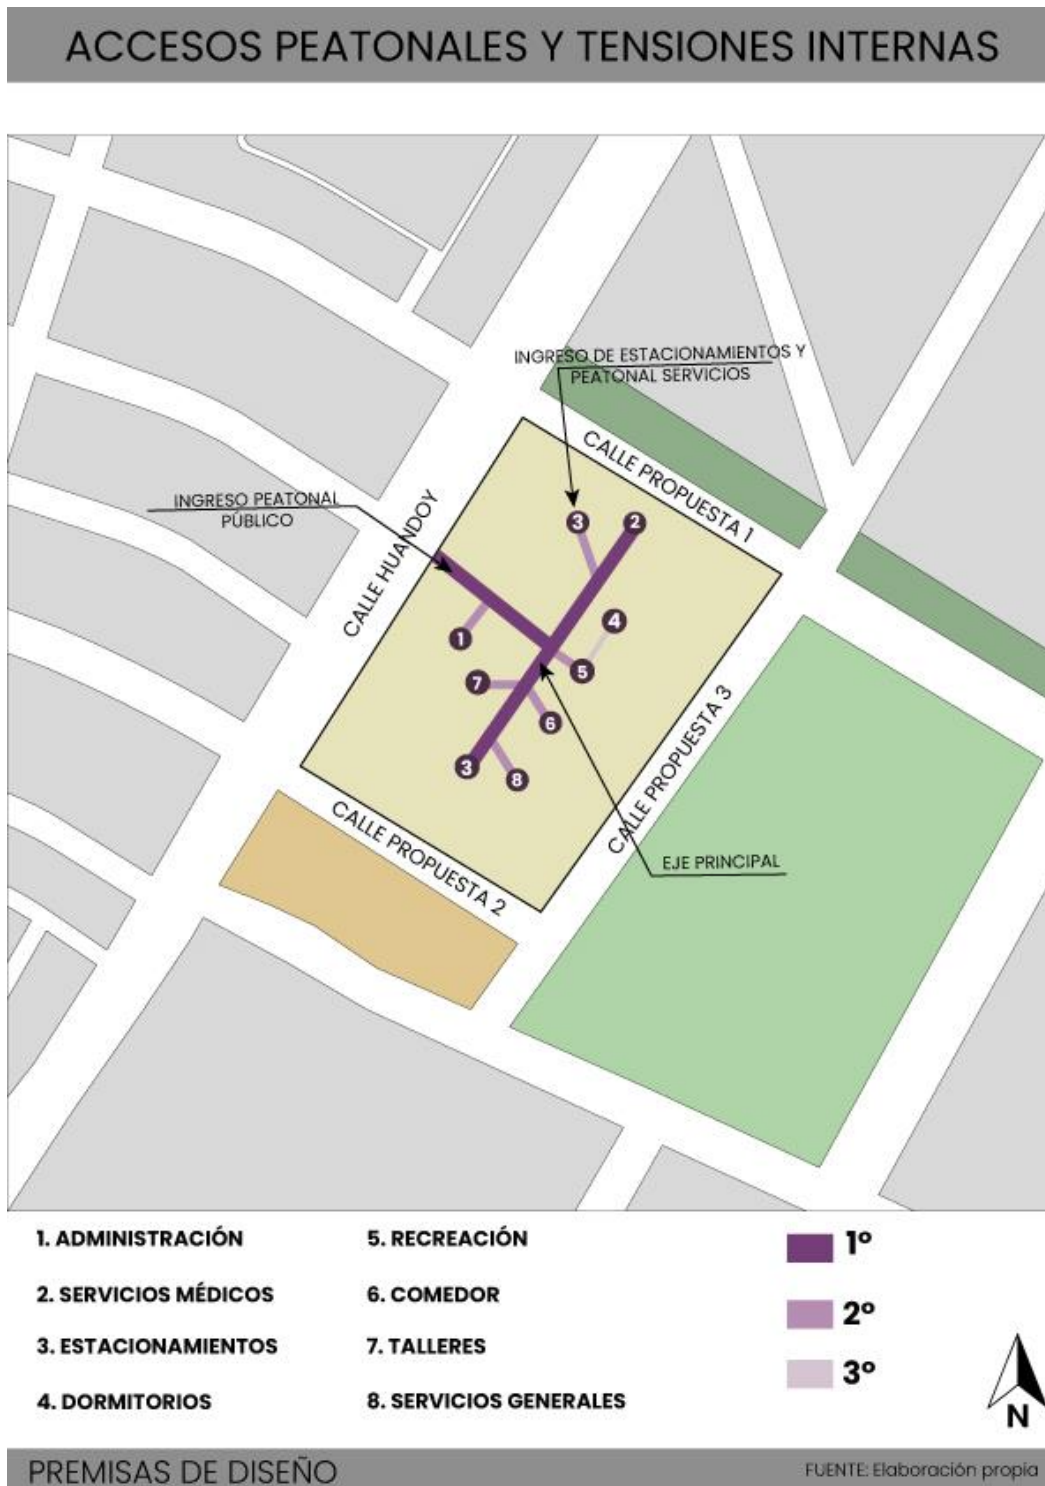 ACCESOS PEATONALES Y TENSIONES INTERNAS
INGRESO DE ESTACIONAMIENTOS Y
PEATONAL SERVICIOS
CALLE PROPUESTA 1
INGRESO PEATONAL
PÚBLICO
CALLE HUANDOY
3
2
4
1
5
7
6
3
8
CALLE PROPUESTA 3
CALLE PROPUESTA 2
EJE PRINCIPAL
1. ADMINISTRACIÓN
2. SERVICIOS MÉDICOS
3. ESTACIONAMIENTOS
4. DORMITORIOS
5. RECREACIÓN
6. COMEDOR
7. TALLERES
8. SERVICIOS GENERALES
1º
2º
3º
N
PREMISAS DE DISEÑO
FUENTE: Elaboración propia